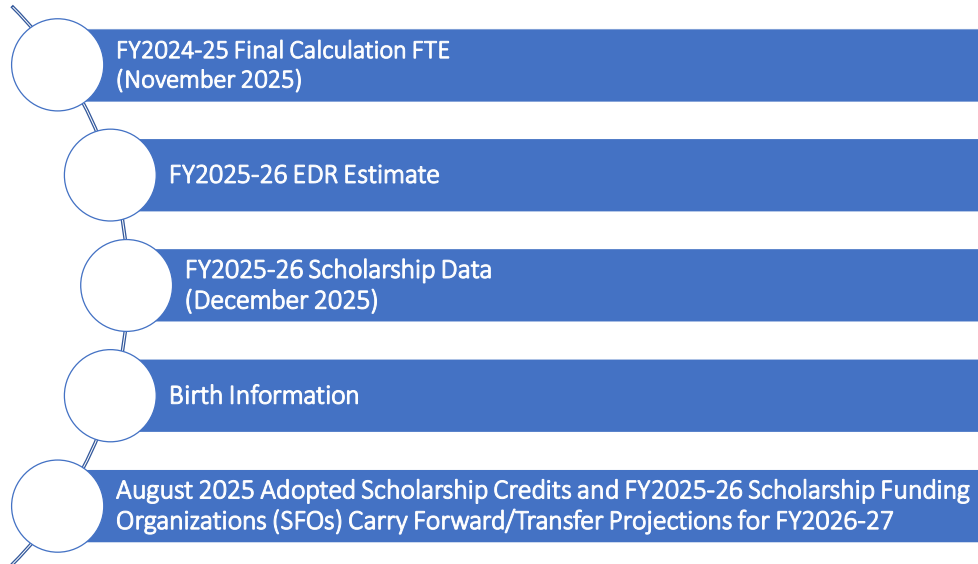 FY2024-25 Final Calculation FTE
(November 2025)
FY2025-26 EDR Estimate
FY2025-26 Scholarship Data
(December 2025)
Birth Information
August 2025 Adopted Scholarship Credits and FY2025-26 Scholarship Funding
Organizations (SFOs) Carry Forward/Transfer Projections for FY2026-27